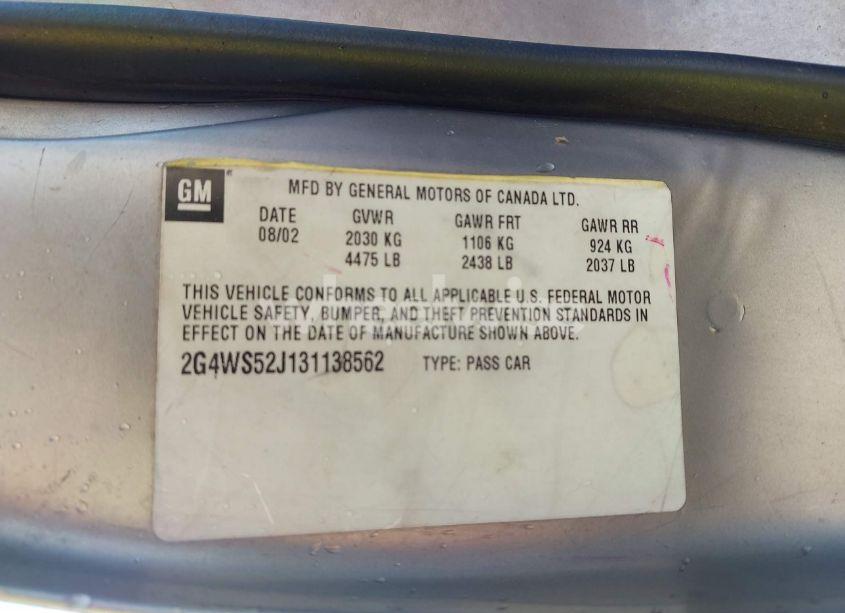 GM
MFD BY GENERAL MOTORS OF CANADA LTD.
DATE GVWR GAWR FRT GAWR RR
08/02 2030 KG 1106 KG 924 KG
4475 LB 2438 LB 2037 LB
THIS VEHICLE CONFORMS TO ALL APPLICABLE U.S. FEDERAL MOTOR
VEHICLE SAFETY, BUMPER, AND THEFT PREVENTION STANDARDS IN
EFFECT ON THE DATE OF MANUFACTURE SHOWN ABOVE.
2G4WS52J131138562 TYPE: PASS CAR